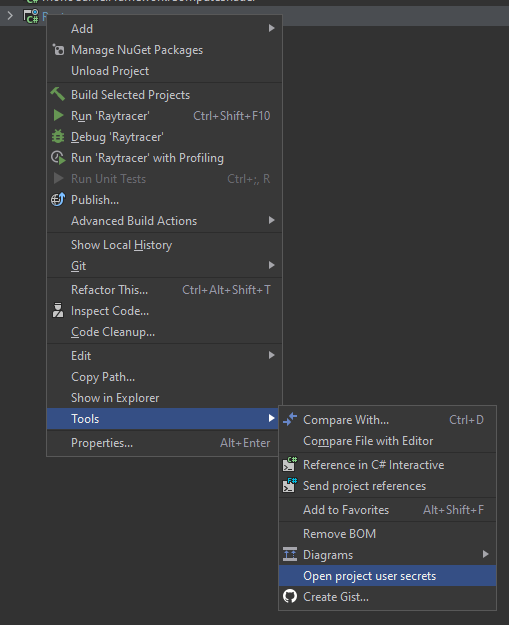 Add
Manage NuGet Packages
Unload Project
Build Selected Projects
Run 'Raytracer' Ctrl+Shift+F10
Debug 'Raytracer'
Run 'Raytracer' with Profiling
Run Unit Tests Ctrl+;, R
Publish...
Advanced Build Actions
Show Local History
Git
Refactor This... Ctrl+Alt+Shift+T
Inspect Code...
Code Cleanup...
Edit
Copy Path...
Show in Explorer
Tools
Properties... Alt+Enter
Compare With... Ctrl+D
Compare File with Editor
Reference in C# Interactive
Send project references
Add to Favorites Alt+Shift+F
Remove BOM
Diagrams
Open project user secrets
Create Gist...